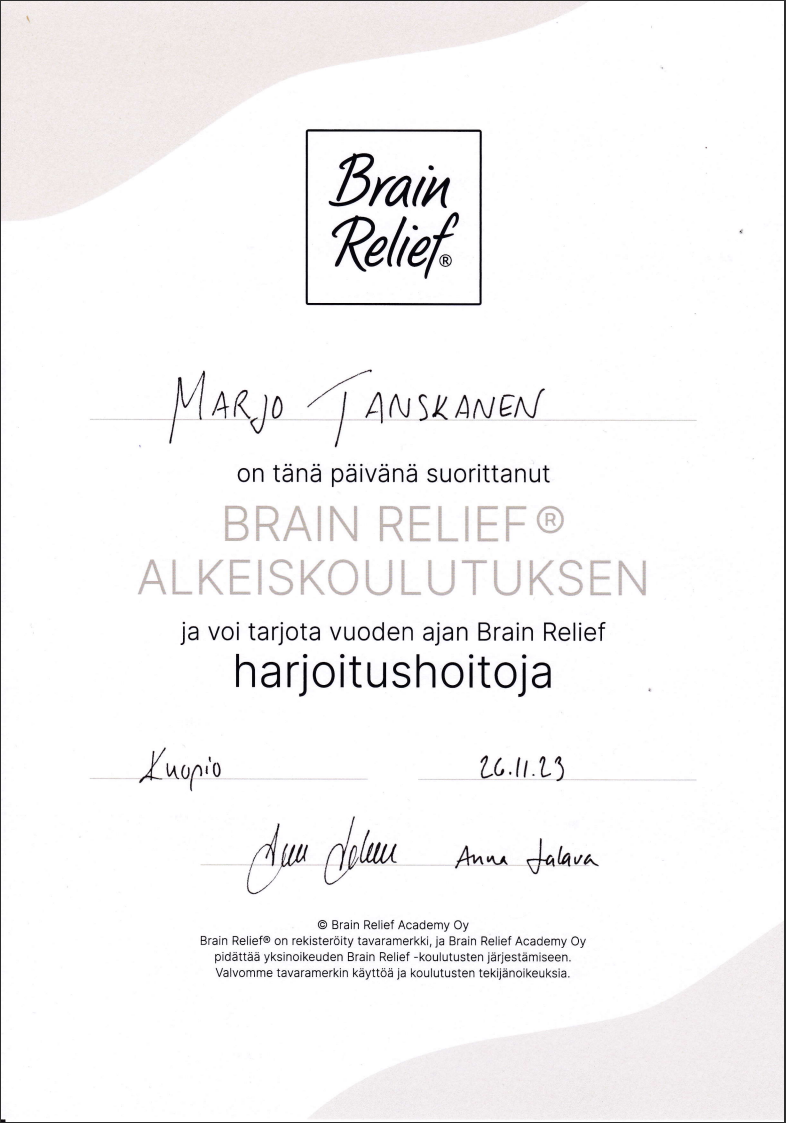 Brain
Relief®
MARJO TANSKANEN
on tänä päivänä suorittanut
BRAIN RELIEF®
ALKEISKOULUTUKSEN
ja voi tarjota vuoden ajan Brain Relief
harjoitushoitoja
Kuopio 26.11.23
Anna Jalava
© Brain Relief Academy Oy
Brain Relief® on rekisteröity tavaramerkki, ja Brain Relief Academy Oy
pidättää yksinoikeuden Brain Relief -koulutusten järjestämiseen.
Valvomme tavaramerkin käyttöä ja koulutusten tekijänoikeuksia.